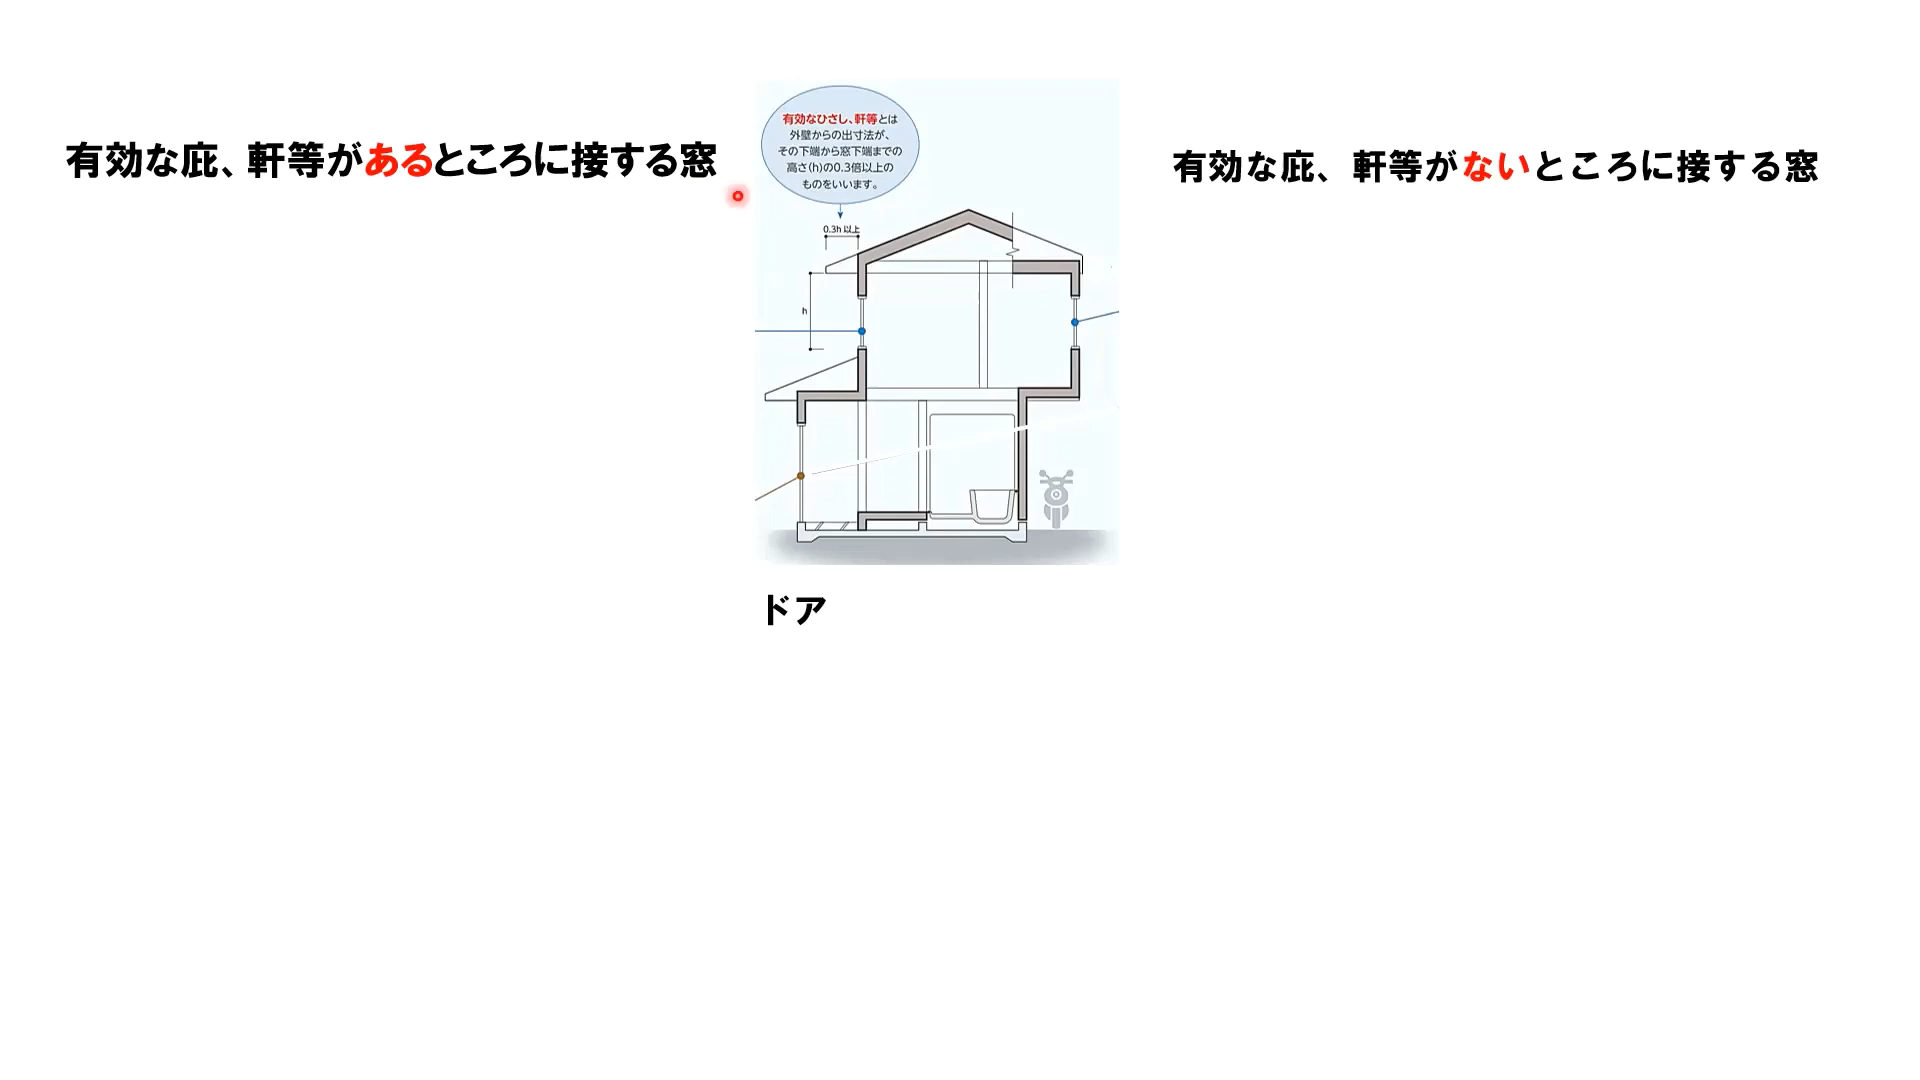 有効な庇、軒等があるところに接する窓
有効なひさし、軒等とは
外壁からの出寸法が、
その下端から窓下端までの
高さ(h)の0.3倍以上の
ものをいいます。
0.3h 以上
h
有効な庇、軒等がないところに接する窓
ドア